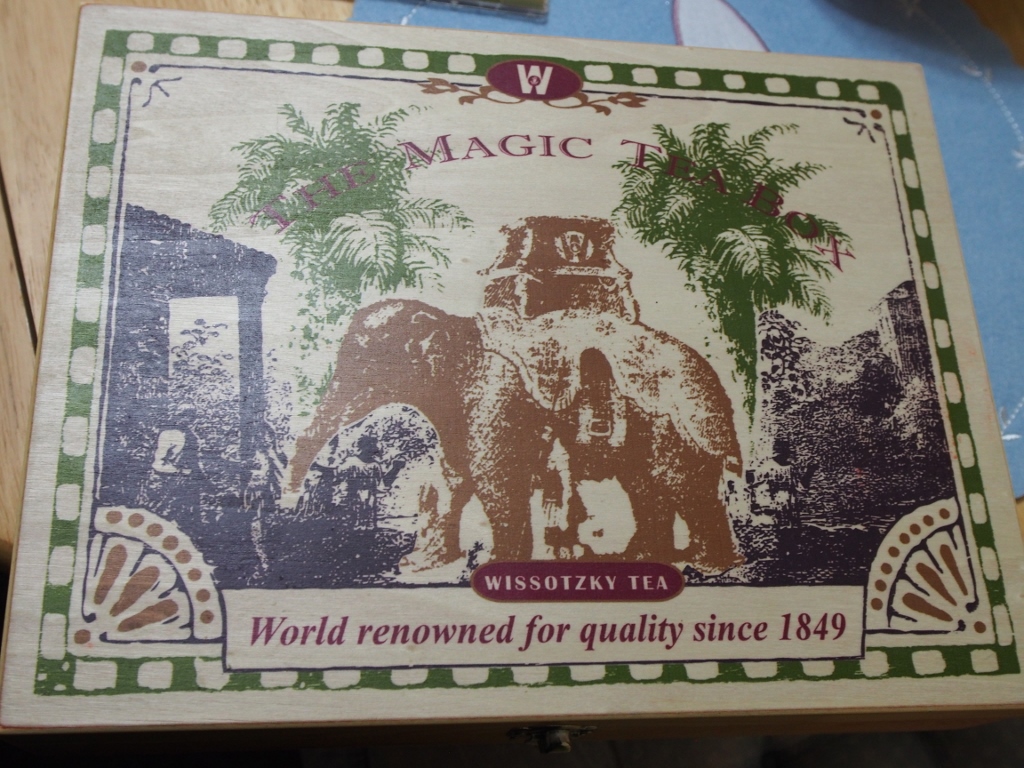 W
THE MAGIC TEA BOX
WISSOTZKY TEA
World renowned for quality since 1849